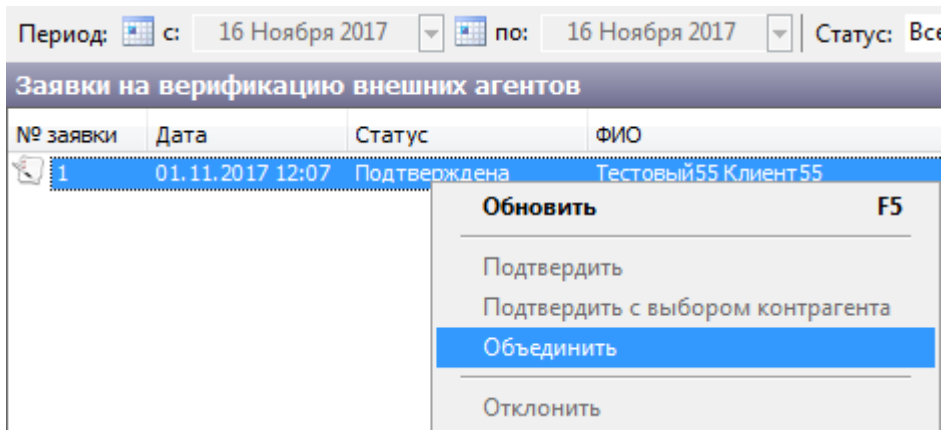 Период: с: 16 Ноября 2017 по: 16 Ноября 2017 Статус: Все
Заявки на верификацию внешних агентов
№ заявки Дата Статус ФИО
1 01.11.2017 12:07 Подтверждена Тестовый55 Клиент55
Обновить F5
Подтвердить
Подтвердить с выбором контрагента
Объединить
Отклонить